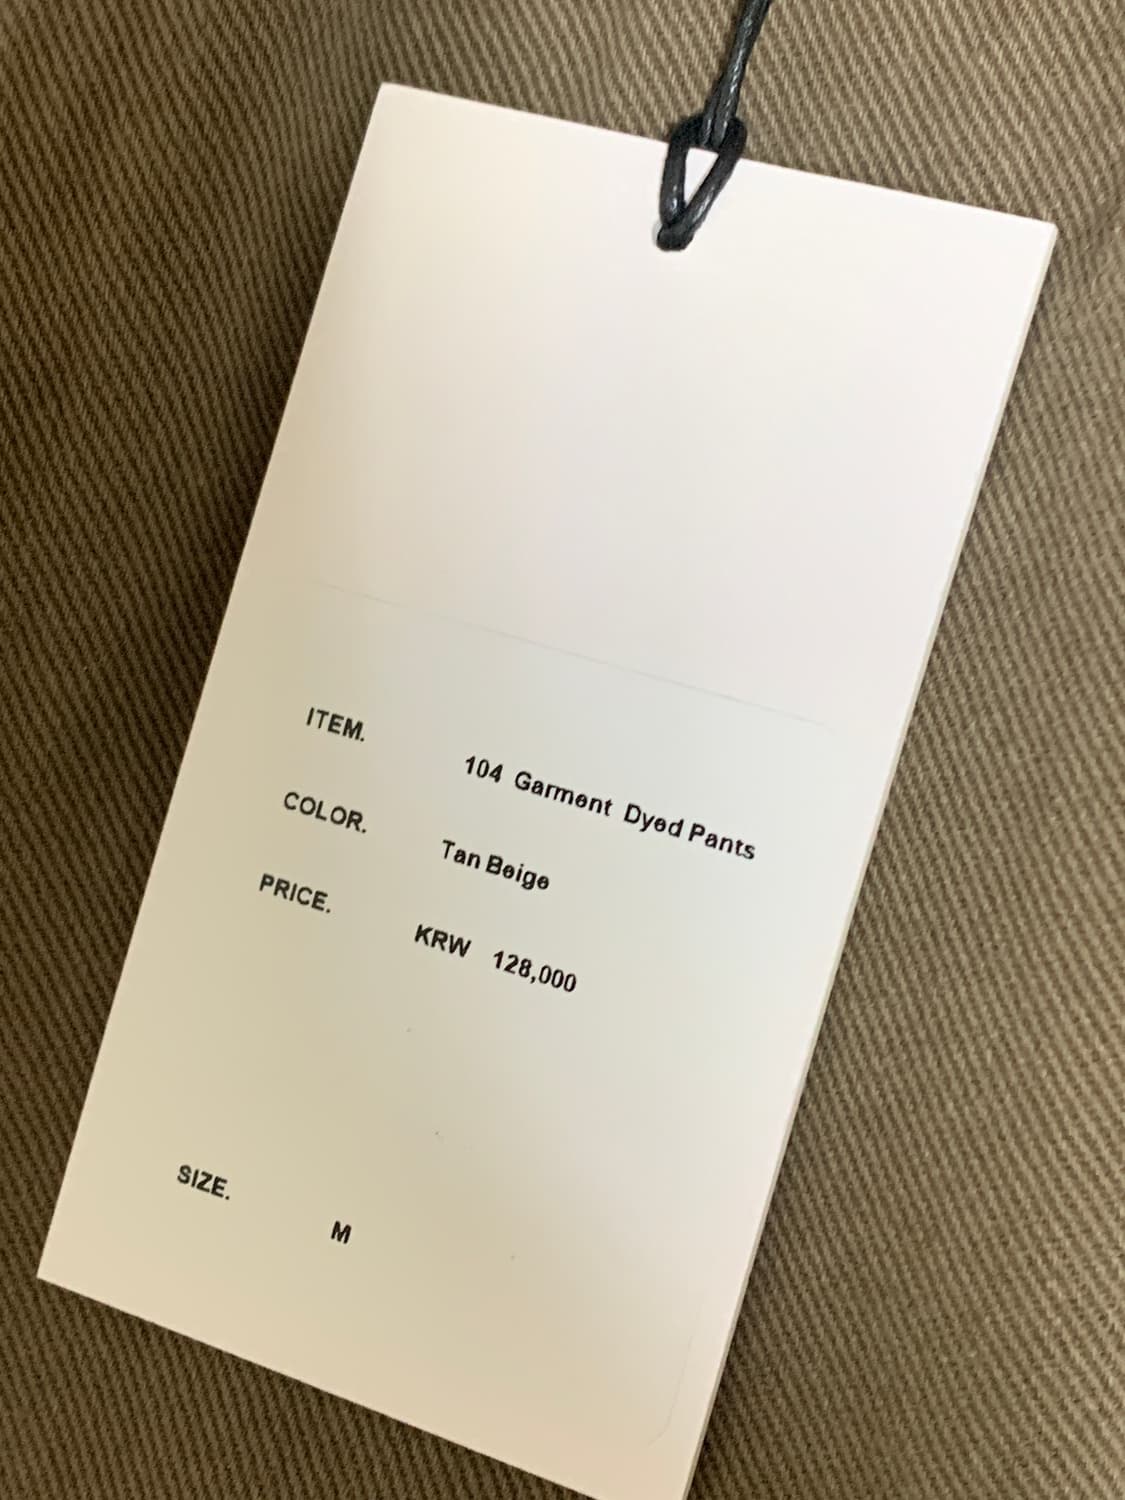 ITEM. 104 Garment Dyed Pants
COLOR. Tan Beige
PRICE. KRW 128,000
SIZE. M